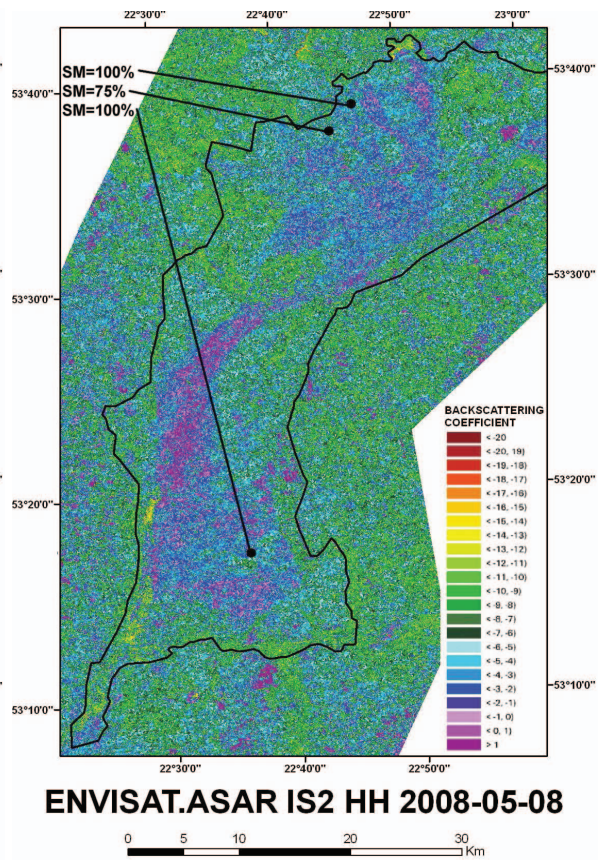 22°30'0" 22°40'0" 22°50'0" 23°0'0"
SM=100%
SM=75%
SM=100%
53°40'0" 53°40'0"
53°30'0" 53°30'0"
53°20'0" 53°20'0"
53°10'0" 53°10'0"
BACKSCATTERING
COEFFICIENT
<-20
<-20, 19)
<-19, -18)
<-18, -17)
<-17, -16)
<-16, -15)
<-15, -14)
<-14, -13)
<-13, -12)
<-12, -11)
<-11, -10)
<-10, -9)
<-9, -8)
<-8, -7)
<-7, -6)
<-6, -5)
<-5, -4)
<-4, -3)
<-3, -2)
<-2, -1)
<-1, 0)
<0, 1)
>1
22°30'0" 22°40'0" 22°50'0"
ENVISAT.ASAR IS2 HH 2008-05-08
0 5 10 20 30
Km